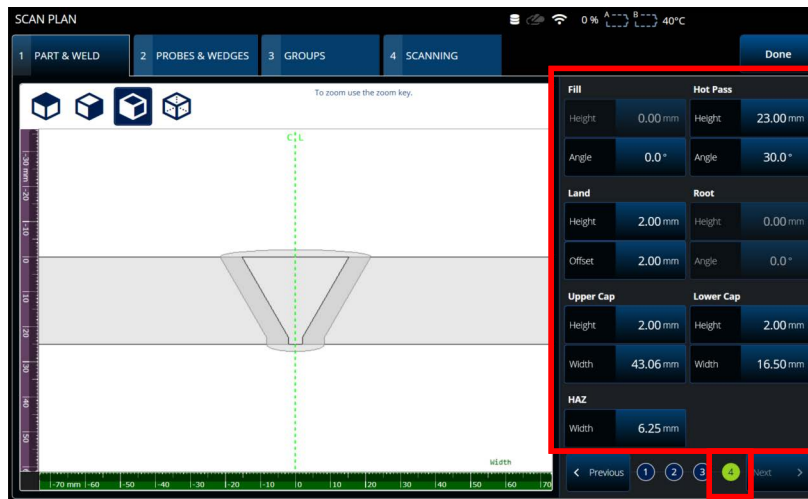 SCAN PLAN
0 % A B 40°C
1 PART & WELD 2 PROBES & WEDGES 3 GROUPS 4 SCANNING Done
To zoom use the zoom key.
Fill Hot Pass
Height 0.00 mm Height 23.00 mm
Angle 0.0 ° Angle 30.0 °
Land Root
Height 2.00 mm Height 0.00 mm
Offset 2.00 mm Angle 0.0 °
Upper Cap Lower Cap
Height 2.00 mm Height 2.00 mm
Width 43.06 mm Width 16.50 mm
HAZ
Width 6.25 mm
< Previous 1 2 3 4 Next >
C L
|-30 mm |-20 |-10 |0 |10 |20 |30 |40 |50
Width
|-70 mm |-60 |-50 |-40 |-30 |-20 |-10 |0 |10 |20 |30 |40 |50 |60 |70